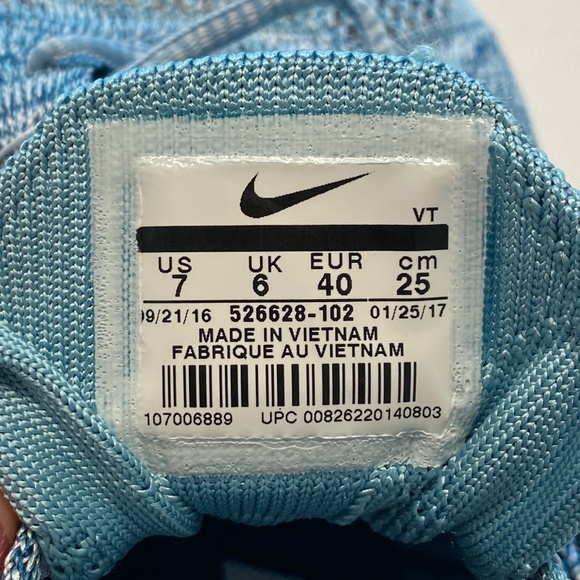 VT
US UK EUR cm
7 6 40 25
09/21/16 526628-102 01/25/17
MADE IN VIETNAM
FABRIQUE AU VIETNAM
107006889 UPC 00826220140803